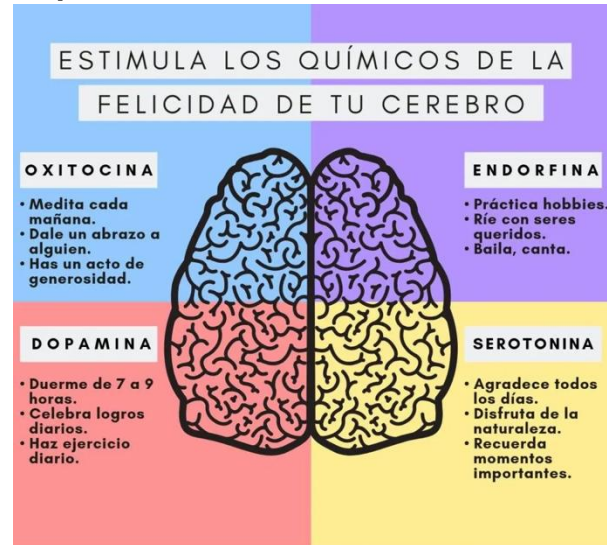 ESTIMULA LOS QUÍMICOS DE LA
FELICIDAD DE TU CEREBRO
OXITOCINA
• Medita cada
mañana.
• Dale un abrazo a
alguien.
• Has un acto de
generosidad.
ENDORFINA
• Práctica hobbies.
• Ríe con seres
queridos.
• Baila, canta.
DOPAMINA
• Duerme de 7 a 9
horas.
• Celebra logros
diarios.
• Haz ejercicio
diario.
SEROTONINA
• Agradece todos
los días.
• Disfruta de la
naturaleza.
• Recuerda
momentos
importantes.